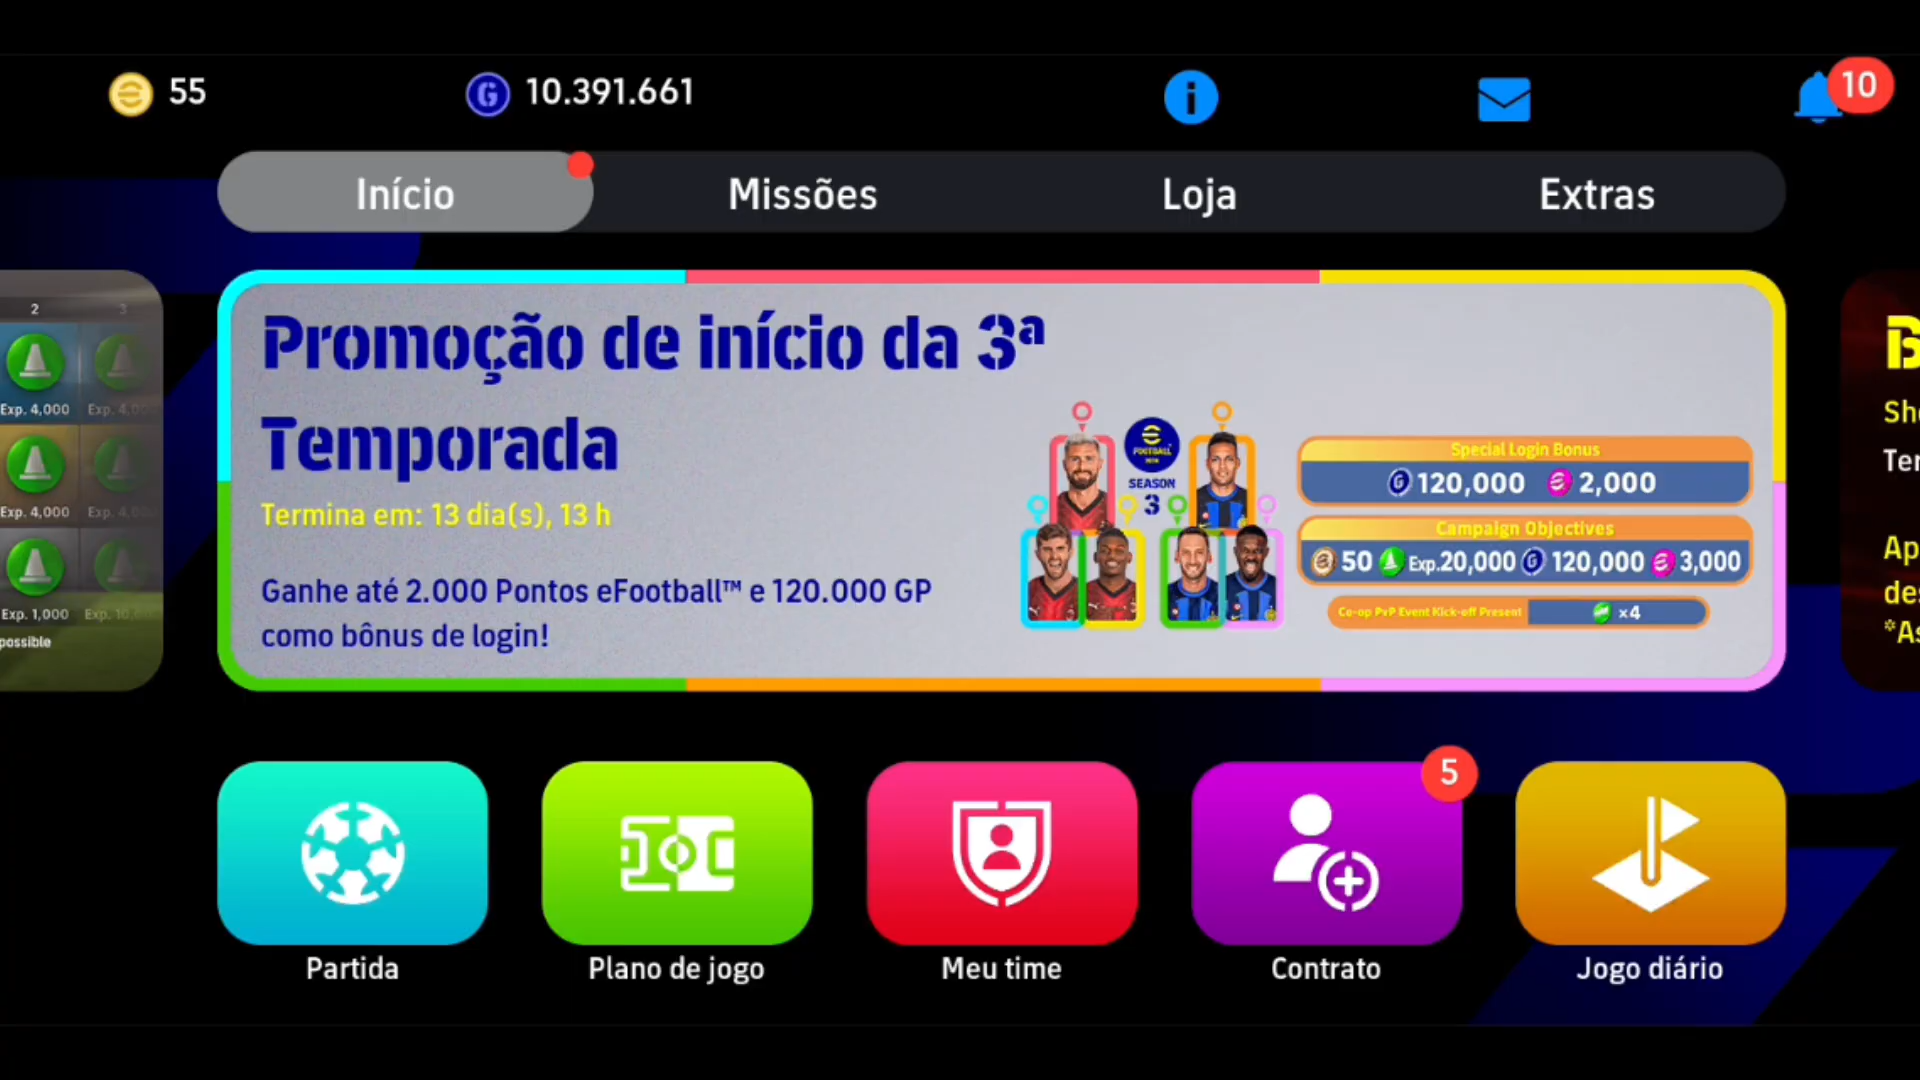 55
10.391.661
10
Início
Missões
Loja
Extras
2
3
Exp. 4,000
Exp. 4,000
Exp. 1,000
possible
Promoção de início da 3ª
Temporada
Termina em: 13 dia(s), 13 h
Ganhe até 2.000 Pontos eFootball™ e 120.000 GP
como bônus de login!
FOOTBALL
SEASON
3
Special Login Bonus
120,000 2,000
Campaign Objectives
50 Exp.20,000 120,000 3,000
Co-op PvP Event Kick-off Present ×4
5
Partida
Plano de jogo
Meu time
Contrato
Jogo diário